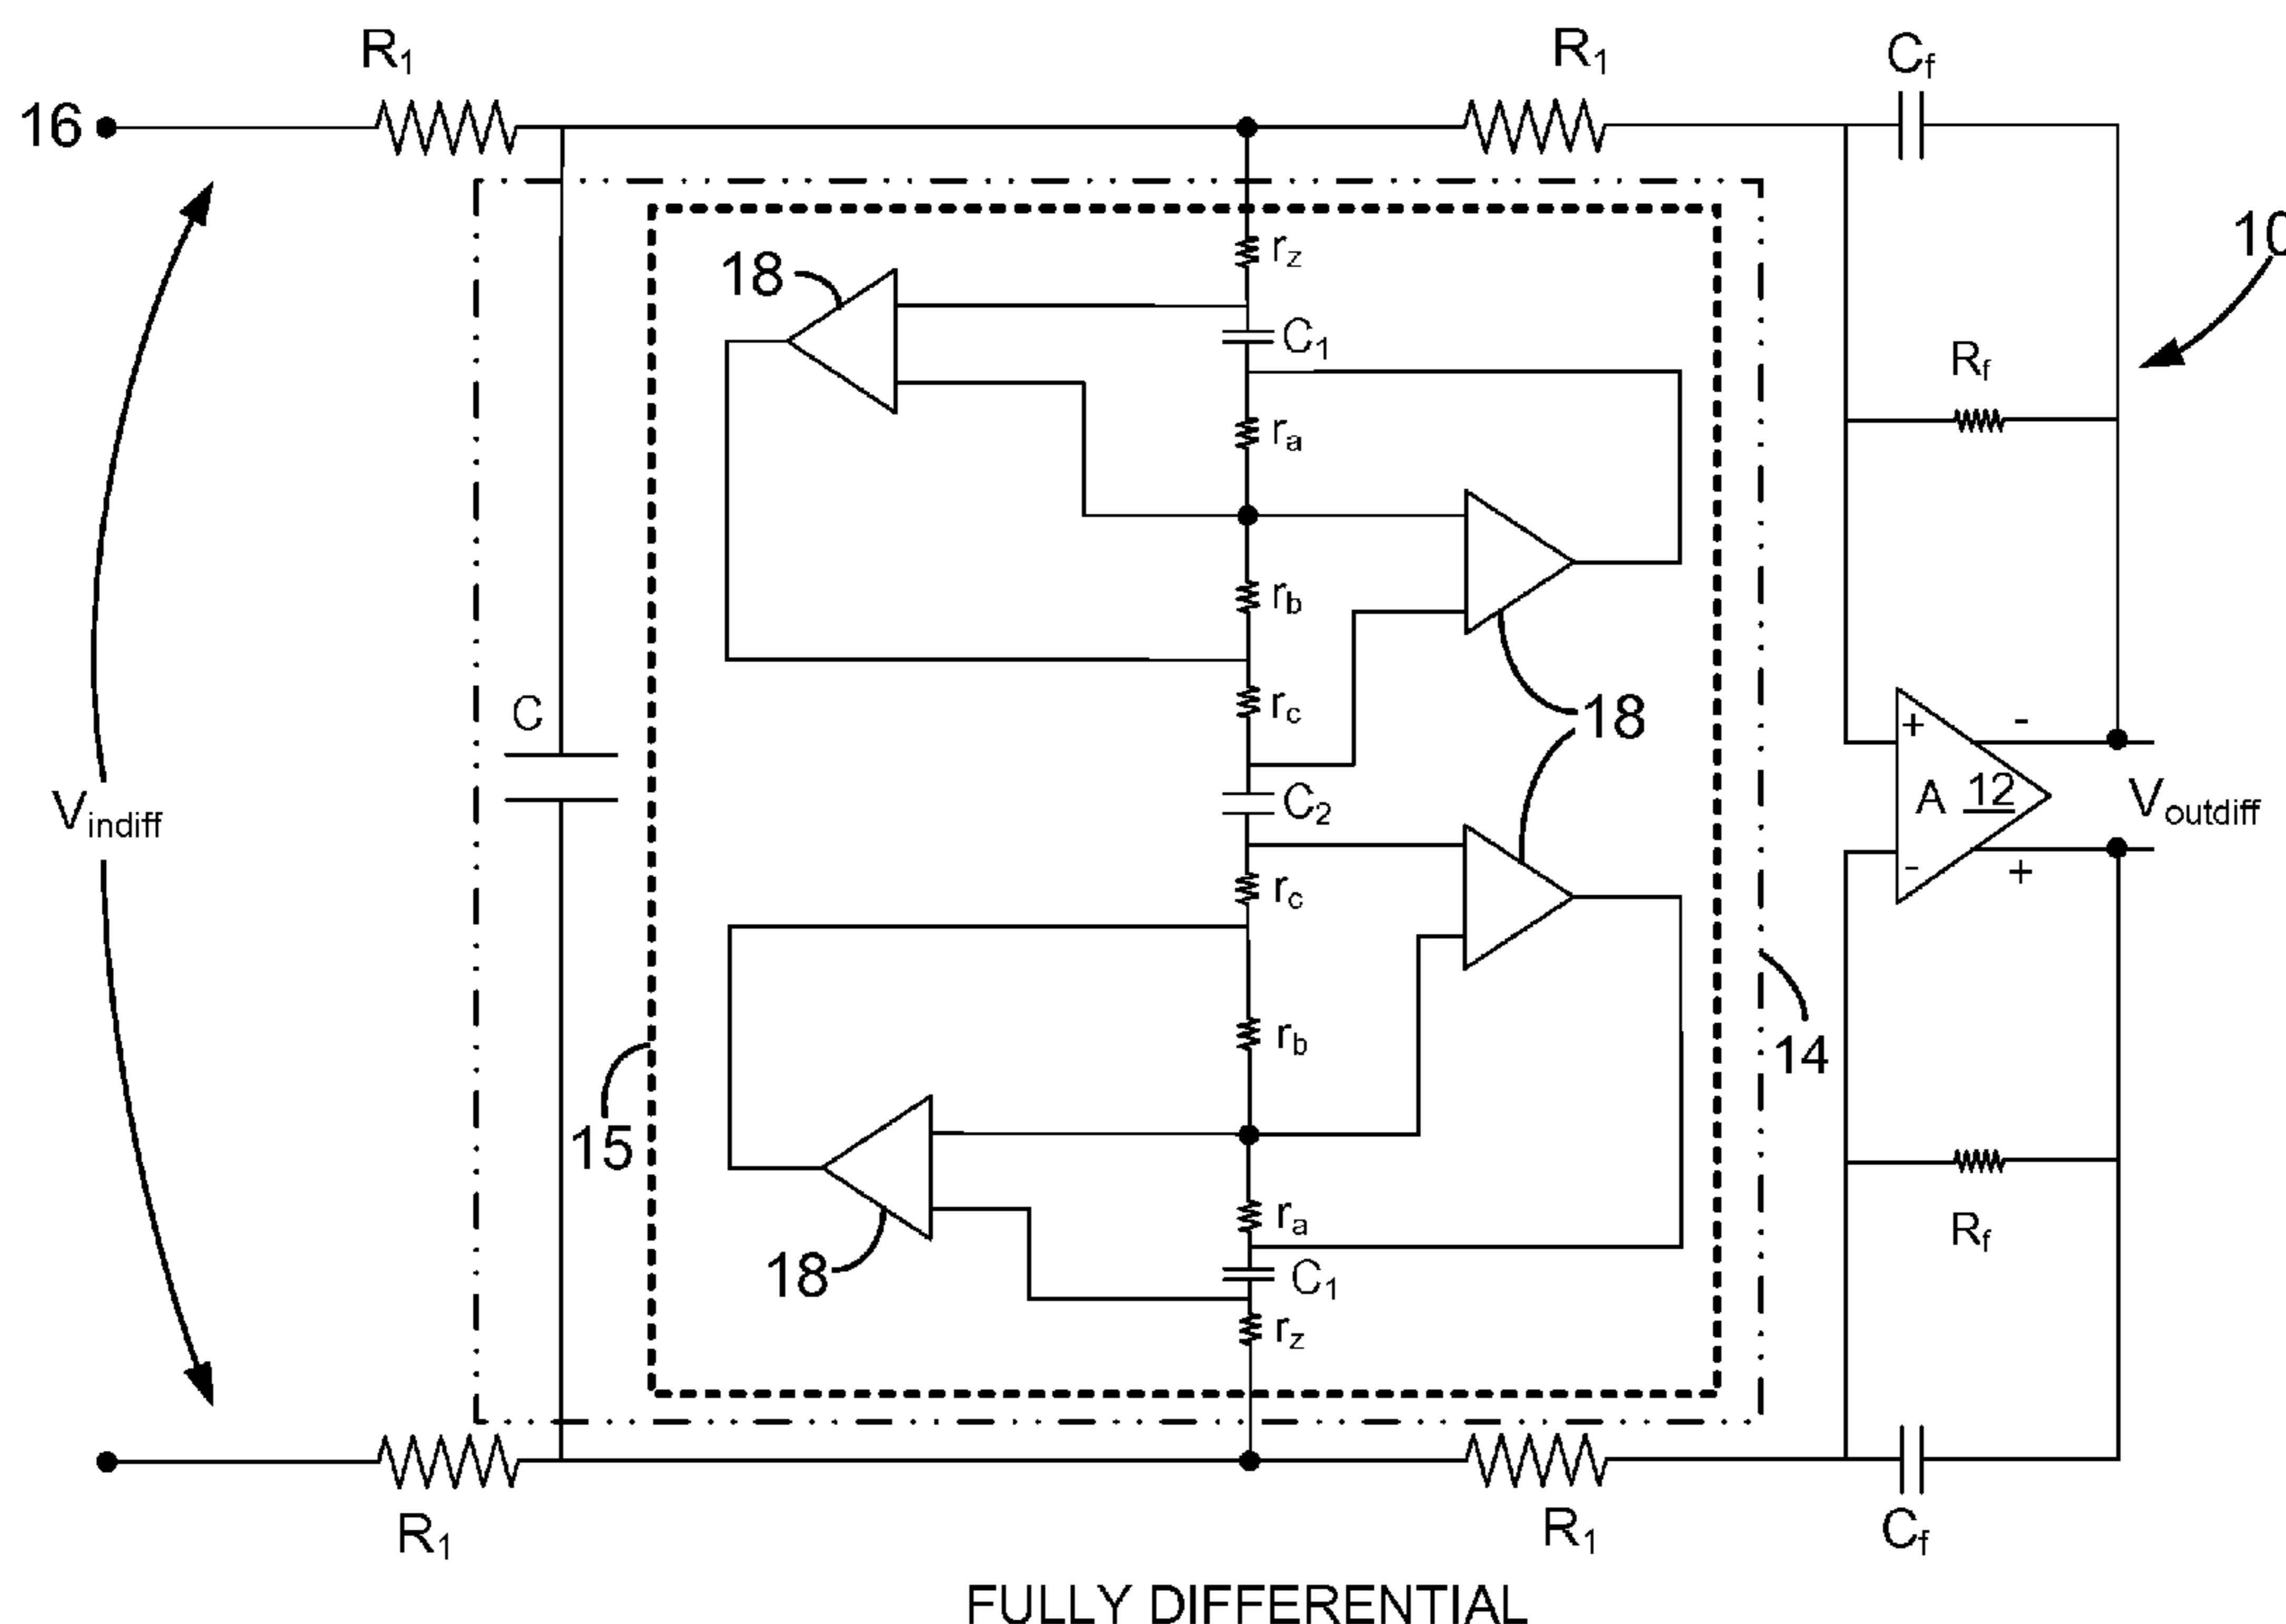 R1
R1
Cf
16
10
18
rz
C1
Rf
ra
rb
C
rc
18
+
-
A 12
Vindiff
C2
Voutdiff
-
+
rc
rb
14
15
ra
Rf
18
C1
rz
R1
R1
Cf
FULLY DIFFERENTIAL